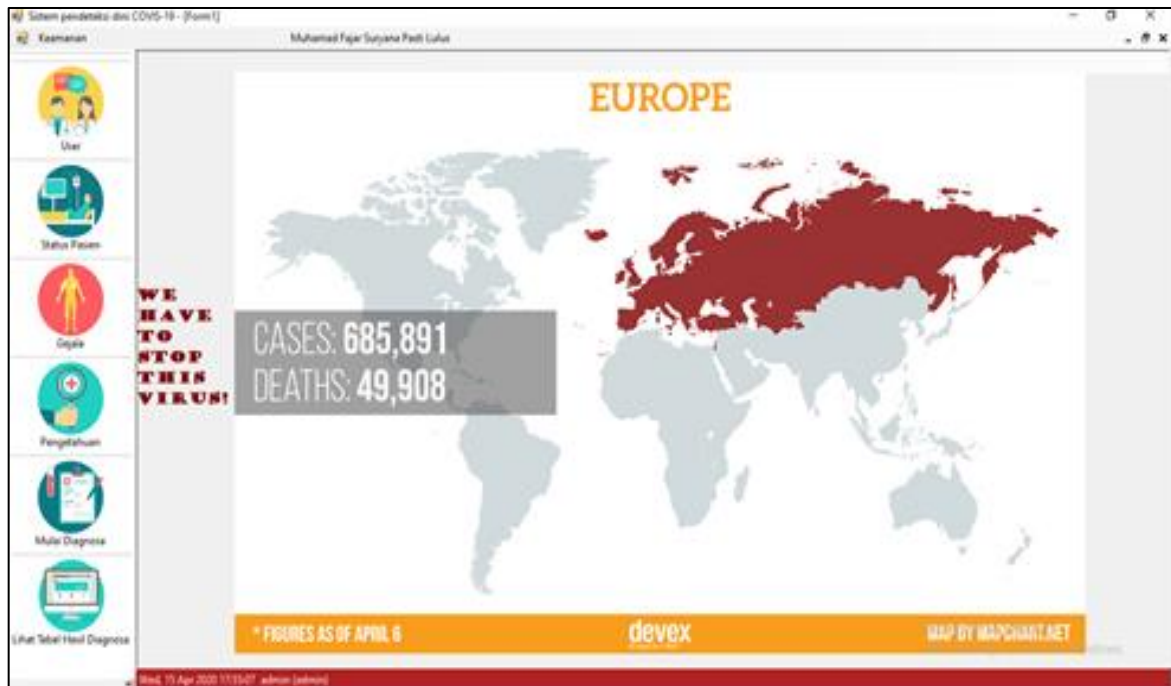 Sistem pendeteksi dini COVIS-19 - [Form1]
Keamanan
Muhamad Fajar Suryana Pasti Lulus
User
Status Pasien
Gejala
Pengetahuan
Mulai Diagnosa
Lihat Tabel Hasil Diagnosa
WE
HAVE
TO
STOP
THIS
VIRUS!
EUROPE
CASES: 685,891
DEATHS: 49,908
* FIGURES AS OF APRIL 6
devex
MAP BY MAPCHART.NET
Wed, 15 Apr 2020 17:55:07 admin (admin)